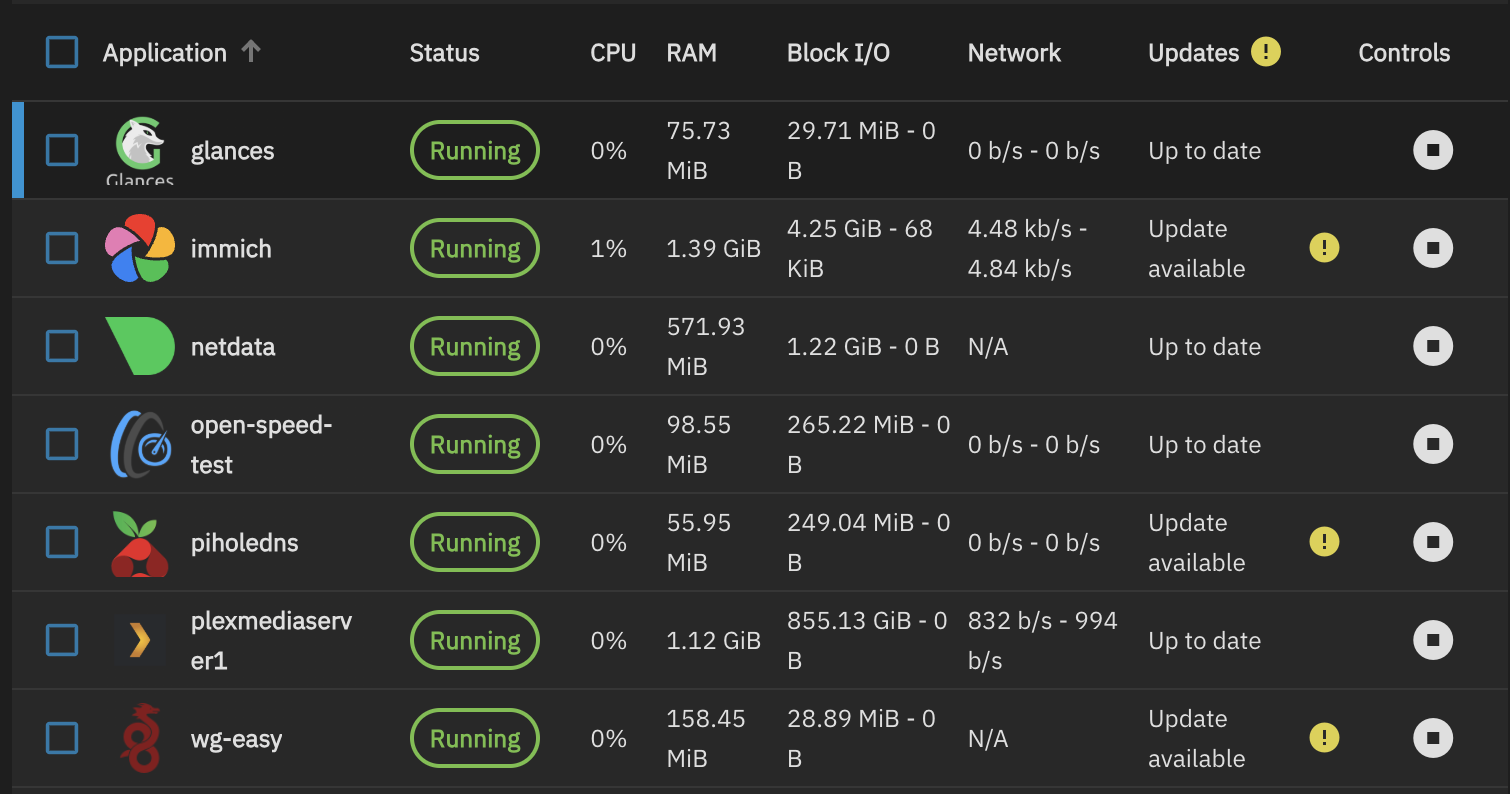 Application Status CPU RAM Block I/O Network Updates ! Controls
Glances glances Running 0% 75.73 MiB 29.71 MiB - 0 B 0 b/s - 0 b/s Up to date
immich Running 1% 1.39 GiB 4.25 GiB - 68 KiB 4.48 kb/s - 4.84 kb/s Update available !
netdata Running 0% 571.93 MiB 1.22 GiB - 0 B N/A Up to date
open-speed-test Running 0% 98.55 MiB 265.22 MiB - 0 B 0 b/s - 0 b/s Up to date
piholedns Running 0% 55.95 MiB 249.04 MiB - 0 B 0 b/s - 0 b/s Update available !
plexmediaserver1 Running 0% 1.12 GiB 855.13 GiB - 0 B 832 b/s - 994 b/s Up to date
wg-easy Running 0% 158.45 MiB 28.89 MiB - 0 B N/A Update available !